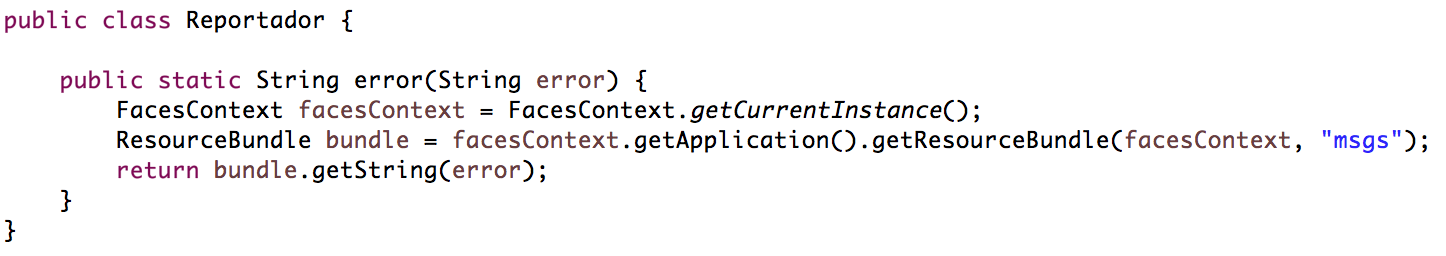 public class Reportador {
public static String error(String error) {
FacesContext facesContext = FacesContext.getCurrentInstance();
ResourceBundle bundle = facesContext.getApplication().getResourceBundle(facesContext, "msgs");
return bundle.getString(error);
}
}